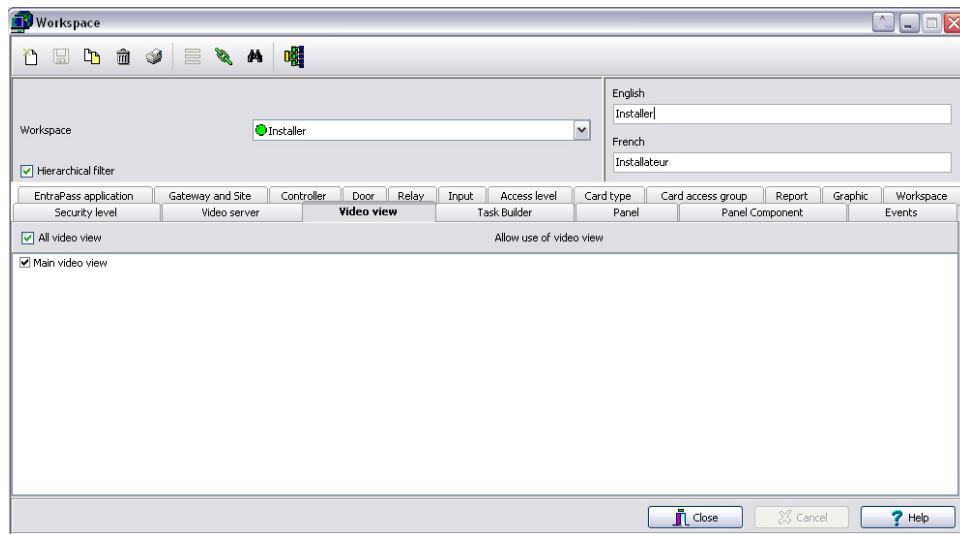 Workspace
English
Installer
Workspace
Installer
French
Installateur
Hierarchical filter
EntraPass application Gateway and Site Controller Door Relay Input Access level Card type Card access group Report Graphic Workspace
Security level Video server Video view Task Builder Panel Panel Component Events
All video view Allow use of video view
Main video view
Close Cancel Help